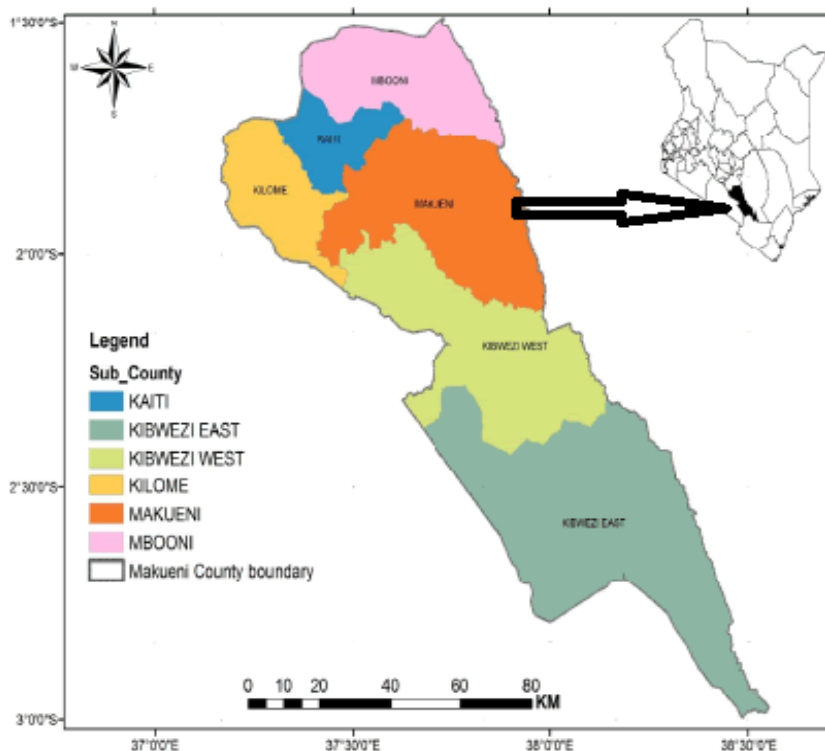 1°30'0"S
2°0'0"S
2°30'0"S
3°0'0"S
N
W E
S
MBOONI
KAITI
KILOME
MAKUENI
KIBWEZI WEST
KIBWEZI EAST
Legend
Sub_County
KAITI
KIBWEZI EAST
KIBWEZI WEST
KILOME
MAKUENI
MBOONI
Makueni County boundary
0 10 20 40 60 80
KM
37°0'0"E 37°30'0"E 38°0'0"E 38°30'0"E